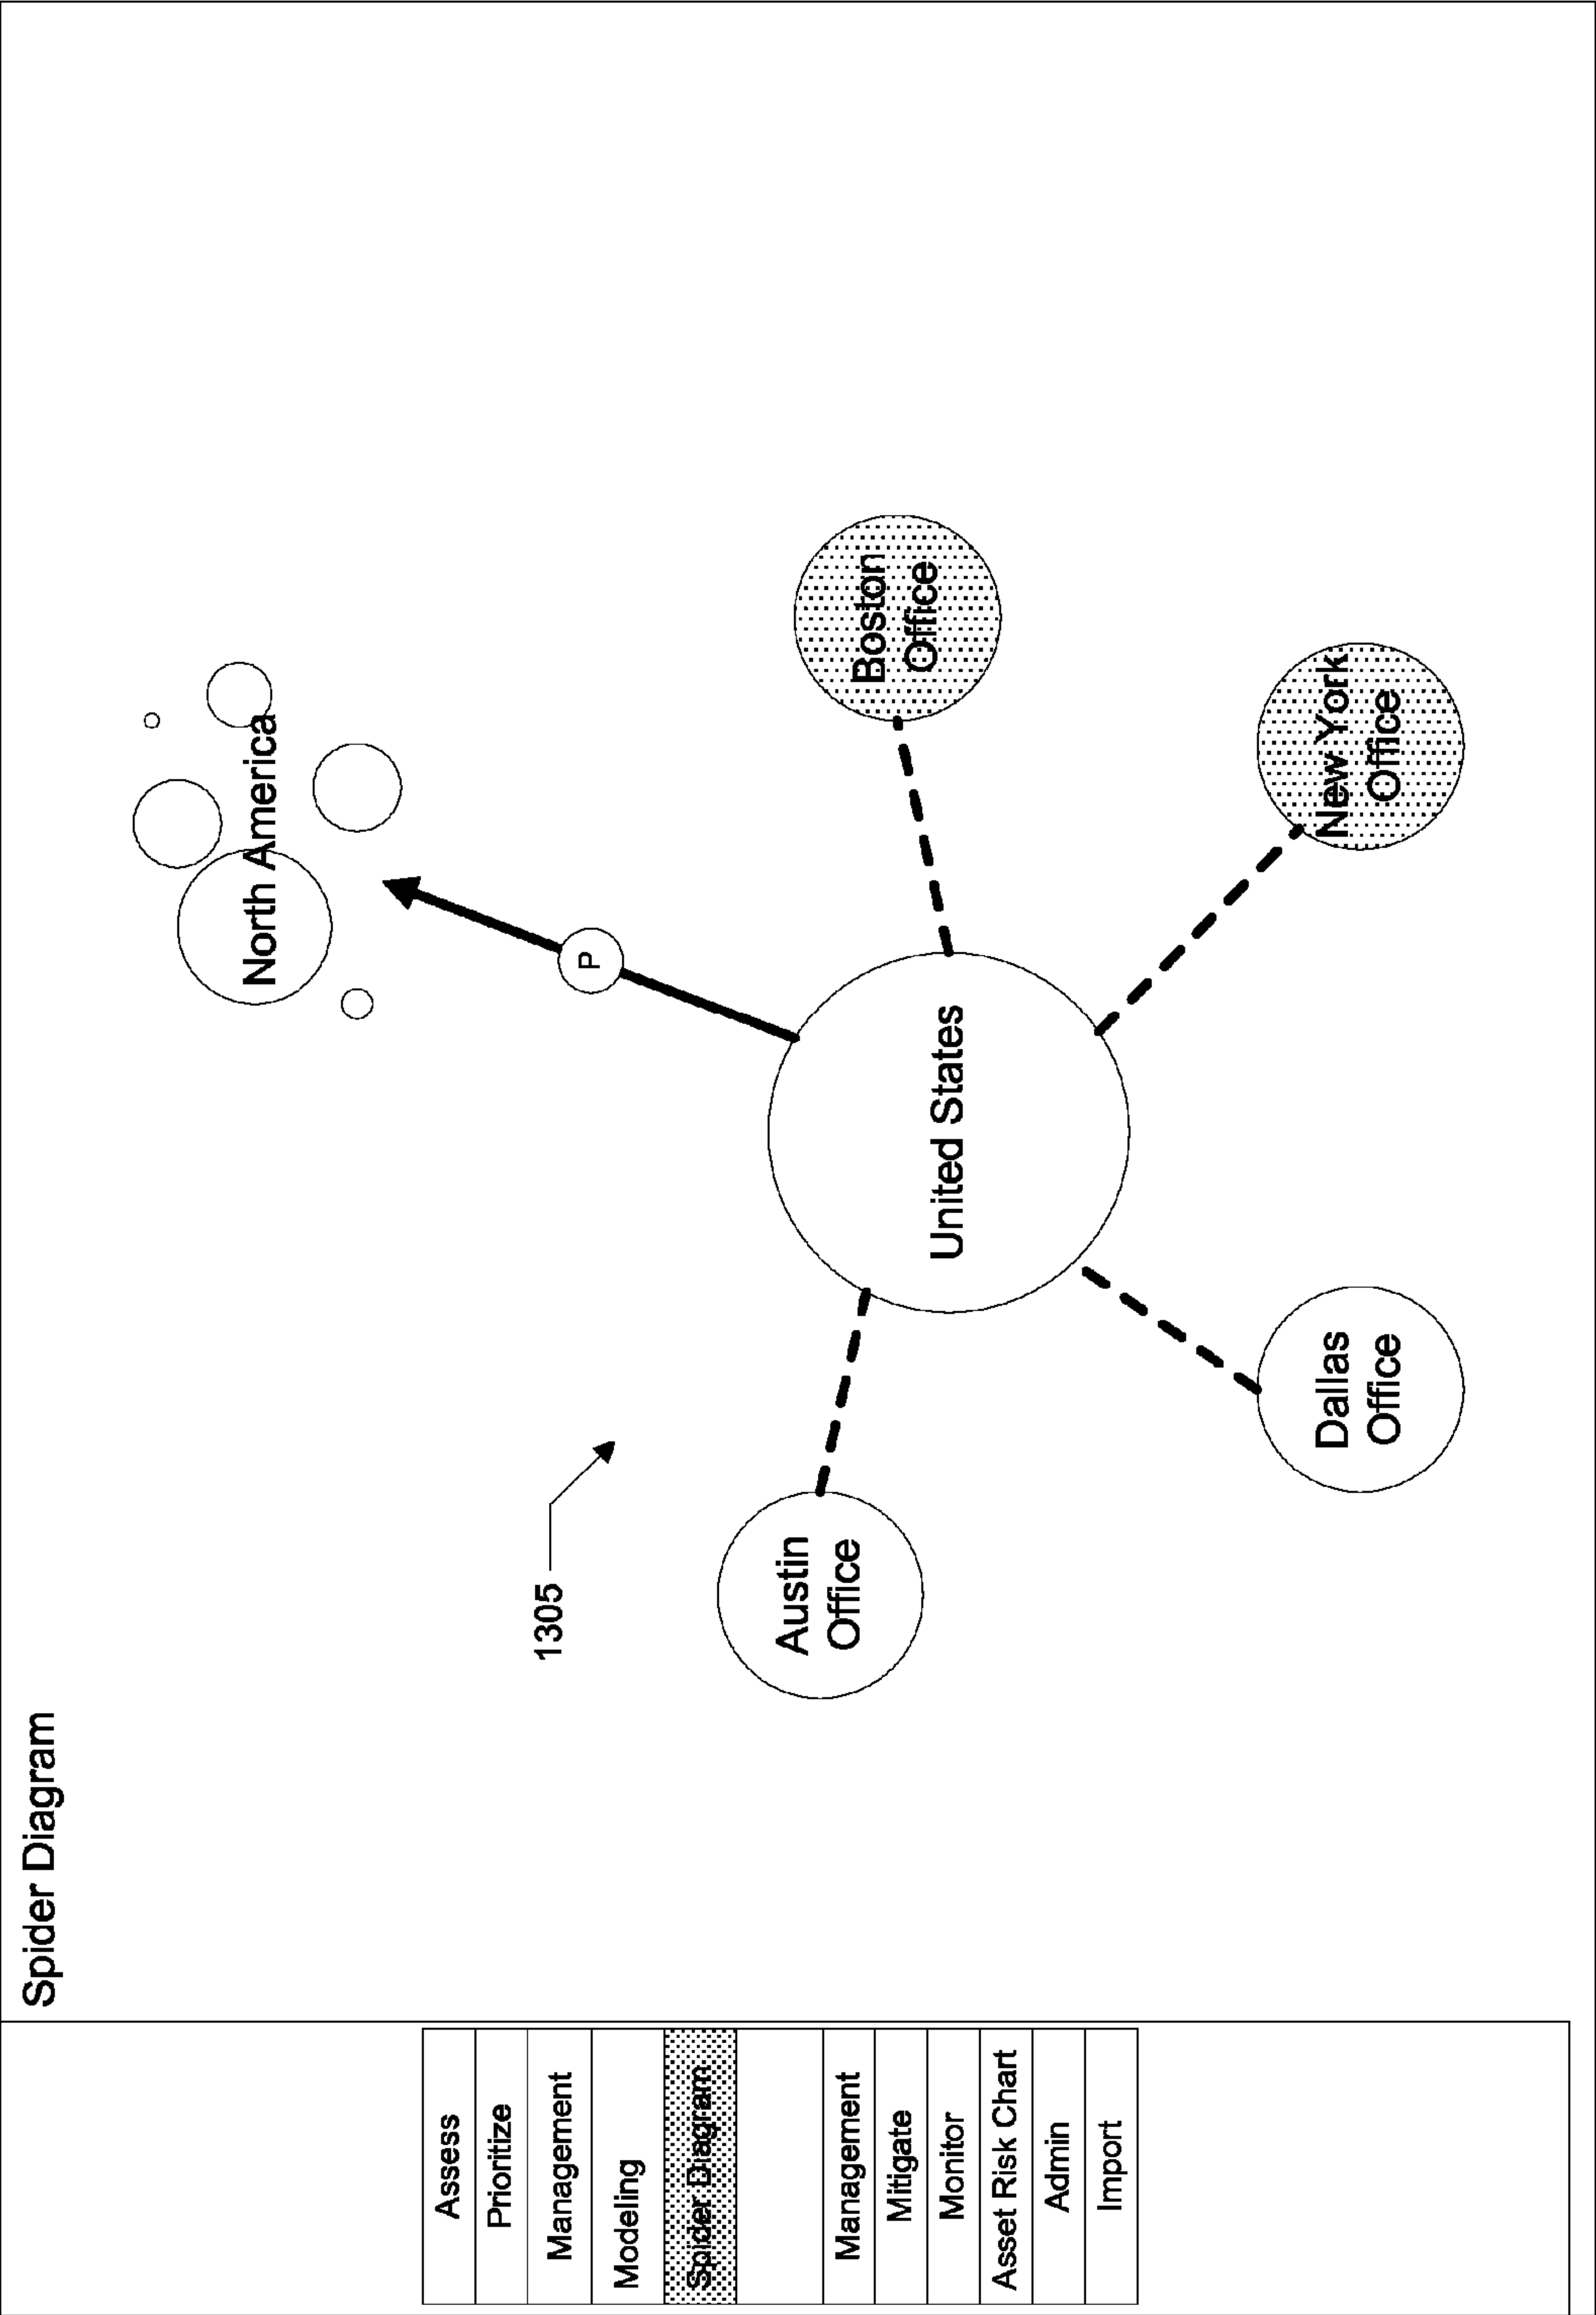 Spider Diagram
Assess
Prioritize
Management
Modeling
Spider Diagram
Management
Mitigate
Monitor
Asset Risk Chart
Admin
Import
North America
P
1305
United States
Austin
Office
Boston
Office
Dallas
Office
New York
Office